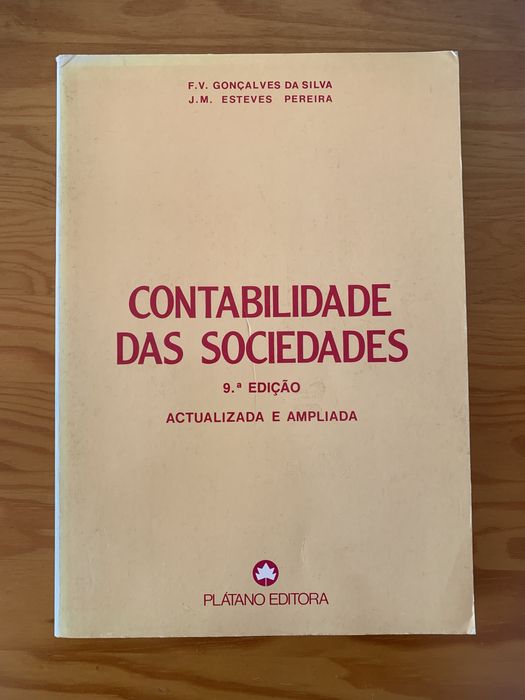 F.V. GONÇALVES DA SILVA
J.M. ESTEVES PEREIRA
CONTABILIDADE
DAS SOCIEDADES
9.ª EDIÇÃO
ACTUALIZADA E AMPLIADA
PLÁTANO EDITORA